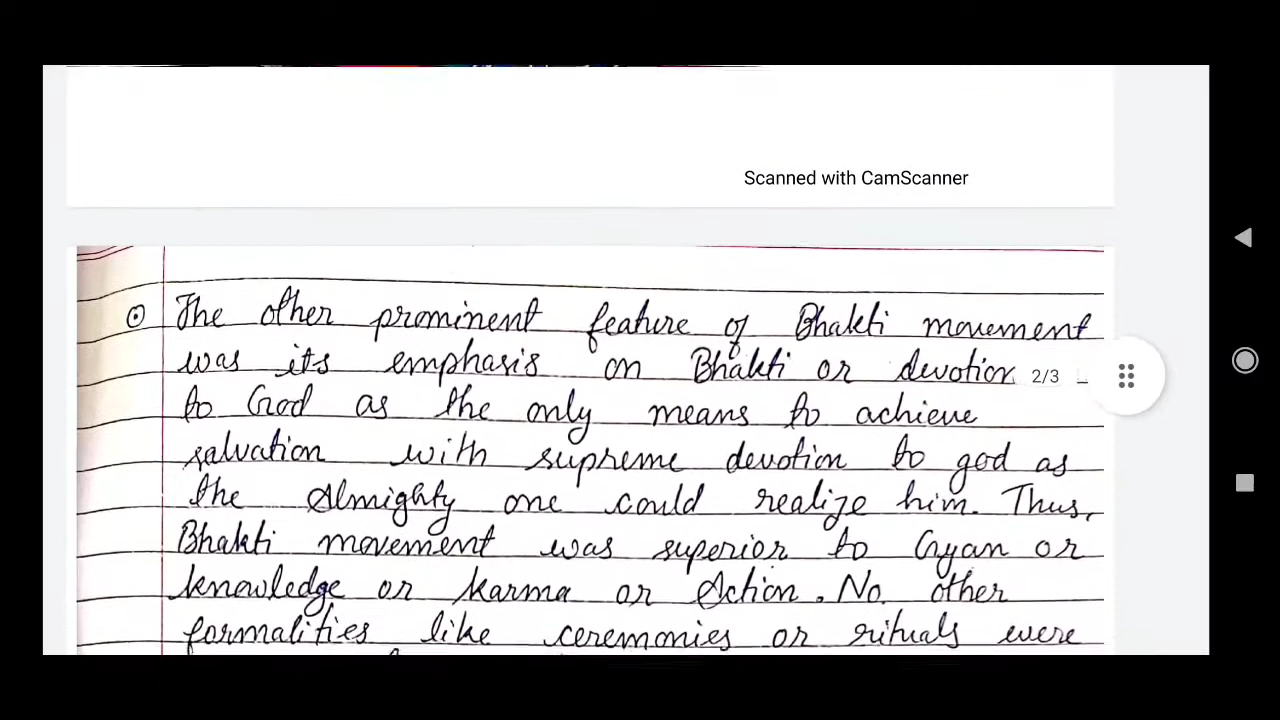 Scanned with CamScanner
The other prominent feature of Bhakti movement
was its emphasis on Bhakti or devotion
2/3
to God as the only means to achieve
salvation with supreme devotion to god as
the Almighty one could realize him. Thus,
Bhakti movement was superior to Gyan or
knowledge or karma or Action. No other
formalities like ceremonies or rituals were